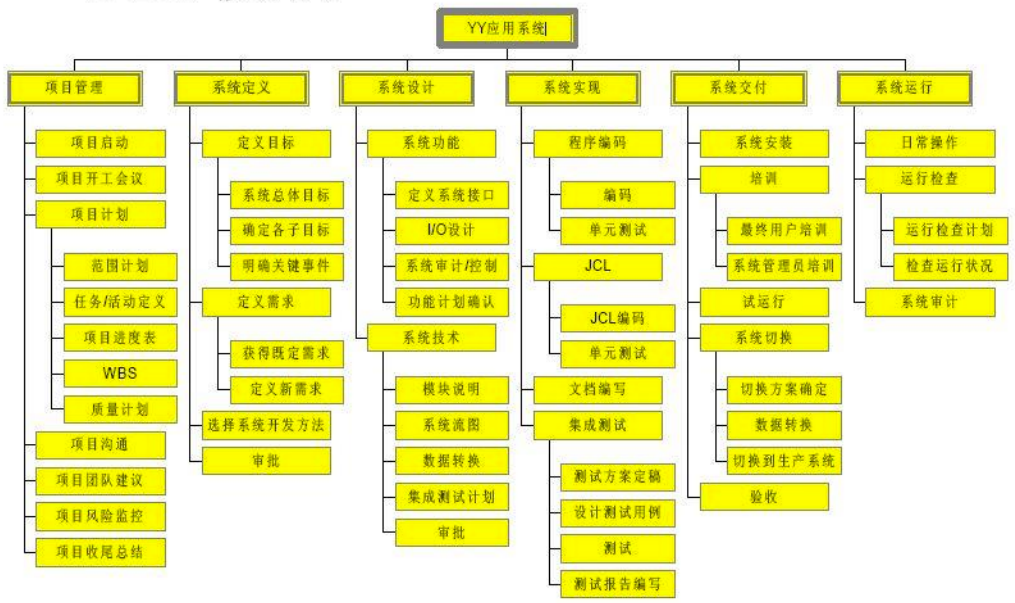 YY应用系统
项目管理
项目启动
项目开工会议
项目计划
范围计划
任务/活动定义
项目进度表
WBS
质量计划
项目沟通
项目团队建议
项目风险监控
项目收尾总结
系统定义
定义目标
系统总体目标
确定各子目标
明确关键事件
定义需求
获得既定需求
定义新需求
选择系统开发方法
审批
系统设计
系统功能
定义系统接口
I/O设计
系统审计/控制
功能计划确认
系统技术
模块说明
系统流图
数据转换
集成测试计划
审批
系统实现
程序编码
编码
单元测试
JCL
JCL编码
单元测试
文档编写
集成测试
测试方案定稿
设计测试用例
测试
测试报告编写
系统交付
系统安装
培训
最终用户培训
系统管理员培训
试运行
系统切换
切换方案确定
数据转换
切换到生产系统
验收
系统运行
日常操作
运行检查
运行检查计划
检查运行状况
系统审计